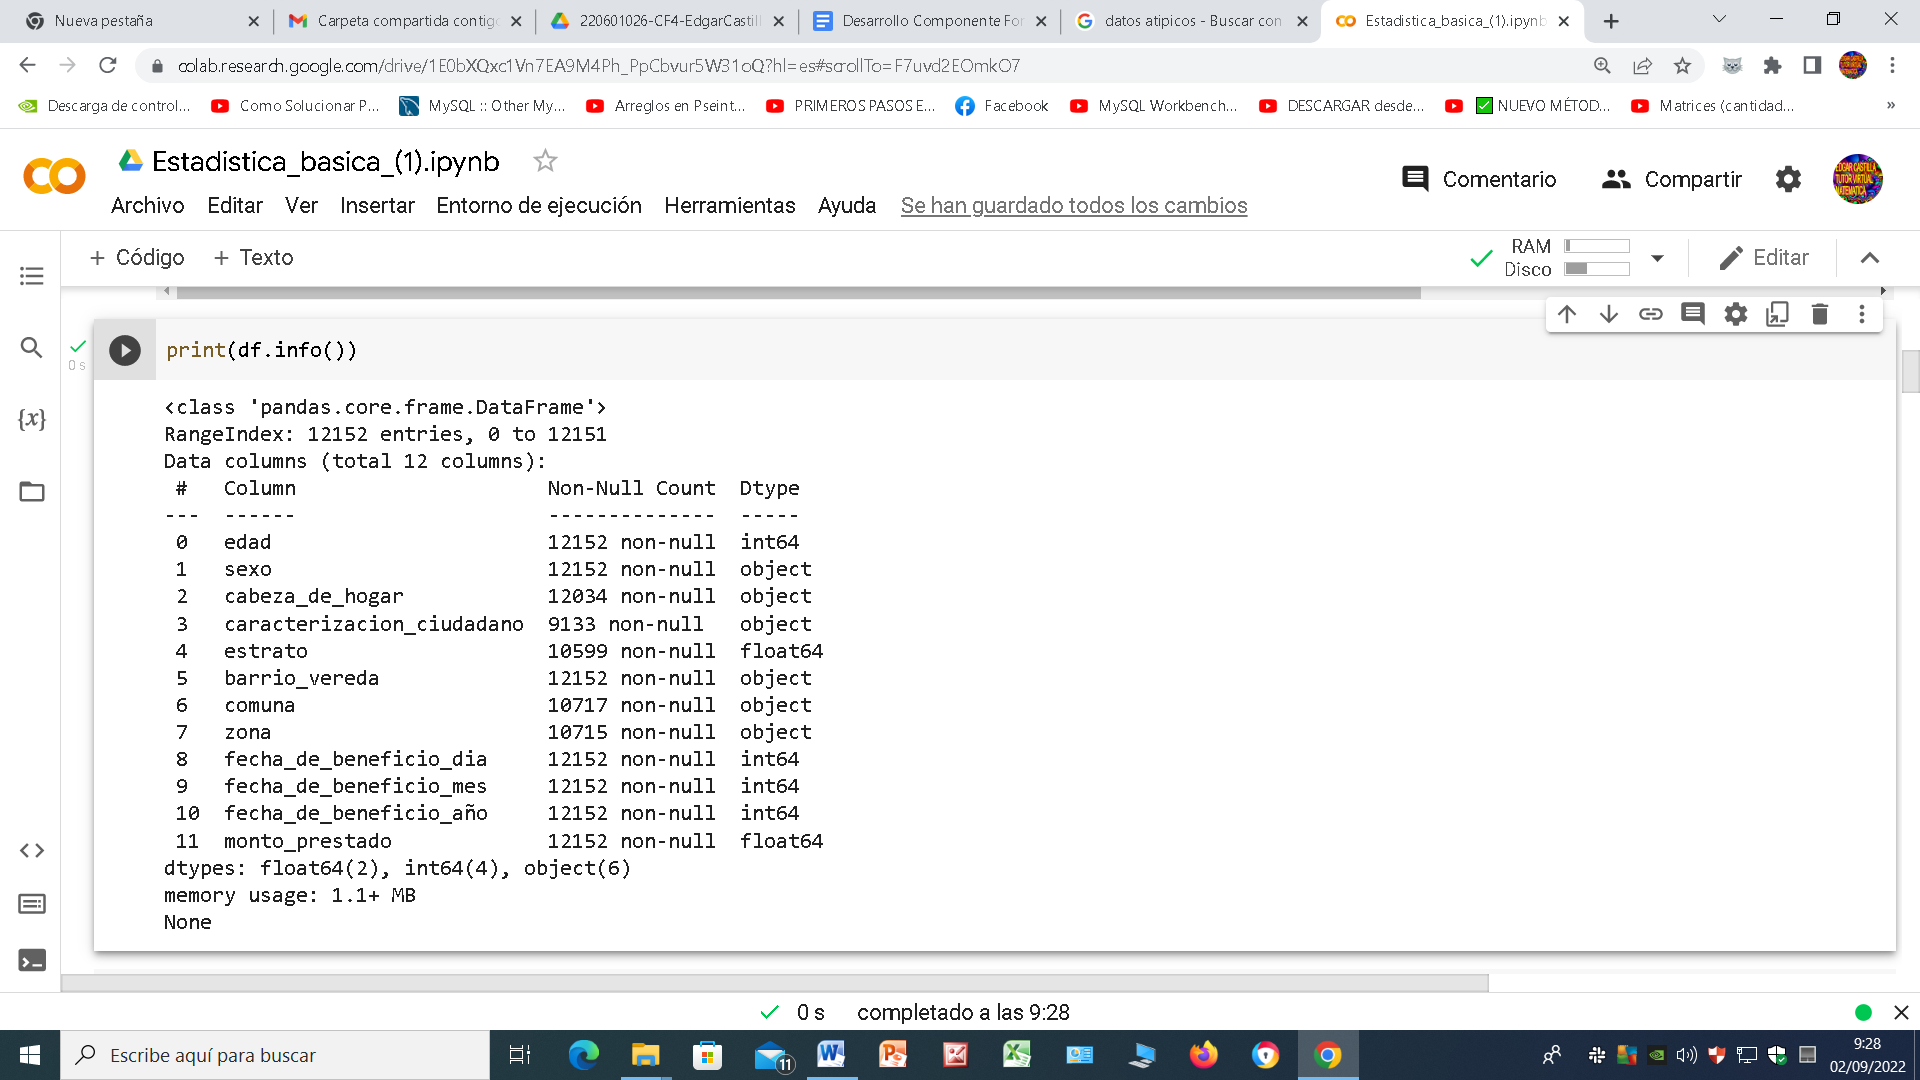 Nueva pestaña
Carpeta compartida contigo
220601026-CF4-EdgarCastill
Desarrollo Componente For
datos atipicos - Buscar con
Estadistica_basica_(1).ipynb
colab.research.google.com/drive/1E0bXQxc1Vn7EA9M4Ph_PpCbvur5W31oQ?hl=es#scrollTo=F7uvd2EOmkO7
Descarga de control...
Como Solucionar P...
MySQL :: Other My...
Arreglos en Pseint...
PRIMEROS PASOS E...
Facebook
MySQL Workbench...
DESCARGAR desde...
NUEVO MÉTOD...
Matrices (cantidad...
»
CO
Estadistica_basica_(1).ipynb
Comentario
Compartir
EDGAR CASTILLA
TUTOR VIRTUAL
MATEMATICA
Archivo Editar Ver Insertar Entorno de ejecución Herramientas Ayuda Se han guardado todos los cambios
+ Código + Texto
RAM
Disco
Editar
0 s
print(df.info())
{x}
<class 'pandas.core.frame.DataFrame'>
RangeIndex: 12152 entries, 0 to 12151
Data columns (total 12 columns):
# Column Non-Null Count Dtype
--- ------ -------------- -----
0 edad 12152 non-null int64
1 sexo 12152 non-null object
2 cabeza_de_hogar 12034 non-null object
3 caracterizacion_ciudadano 9133 non-null object
4 estrato 10599 non-null float64
5 barrio_vereda 12152 non-null object
6 comuna 10717 non-null object
7 zona 10715 non-null object
8 fecha_de_beneficio_dia 12152 non-null int64
9 fecha_de_beneficio_mes 12152 non-null int64
10 fecha_de_beneficio_año 12152 non-null int64
11 monto_prestado 12152 non-null float64
dtypes: float64(2), int64(4), object(6)
memory usage: 1.1+ MB
None
0 s completado a las 9:28
Escribe aquí para buscar
11
9:28
02/09/2022